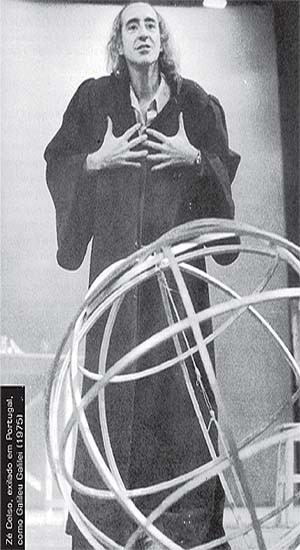 Zé Celso, exilado em Portugal,
como Galileu Galilei (1975)